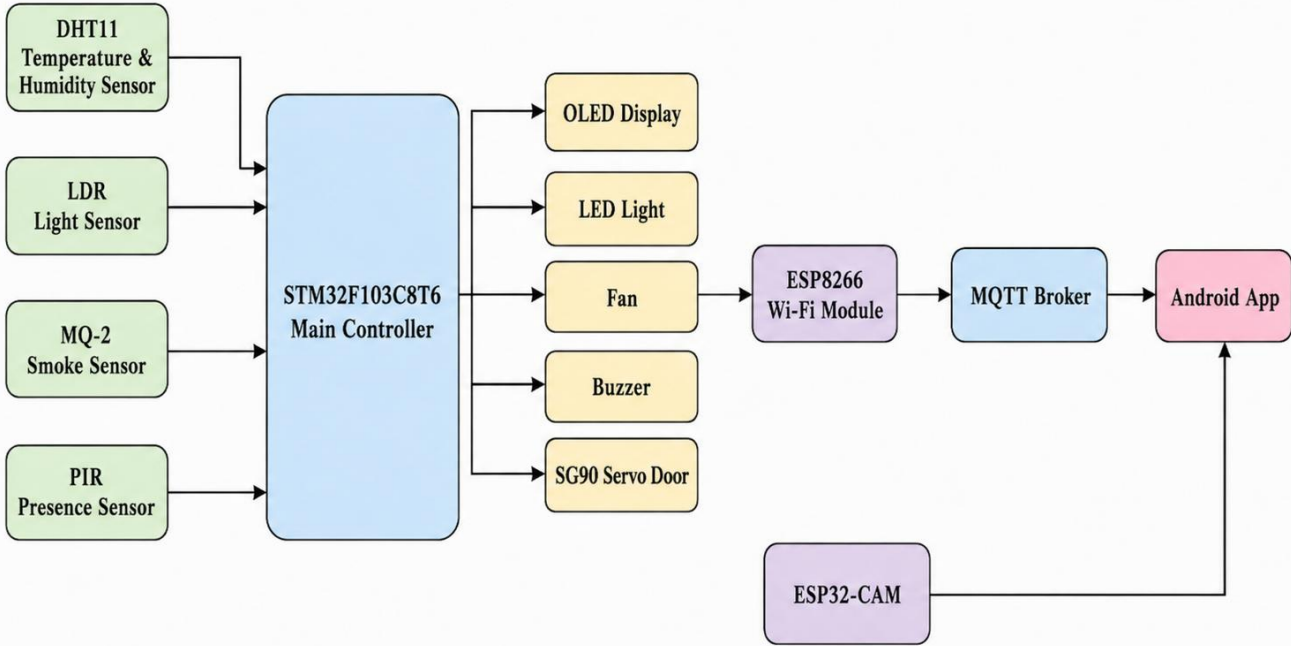 DHT11
Temperature &
Humidity Sensor
LDR
Light Sensor
MQ-2
Smoke Sensor
PIR
Presence Sensor
STM32F103C8T6
Main Controller
OLED Display
LED Light
Fan
Buzzer
SG90 Servo Door
ESP8266
Wi-Fi Module
MQTT Broker
Android App
ESP32-CAM